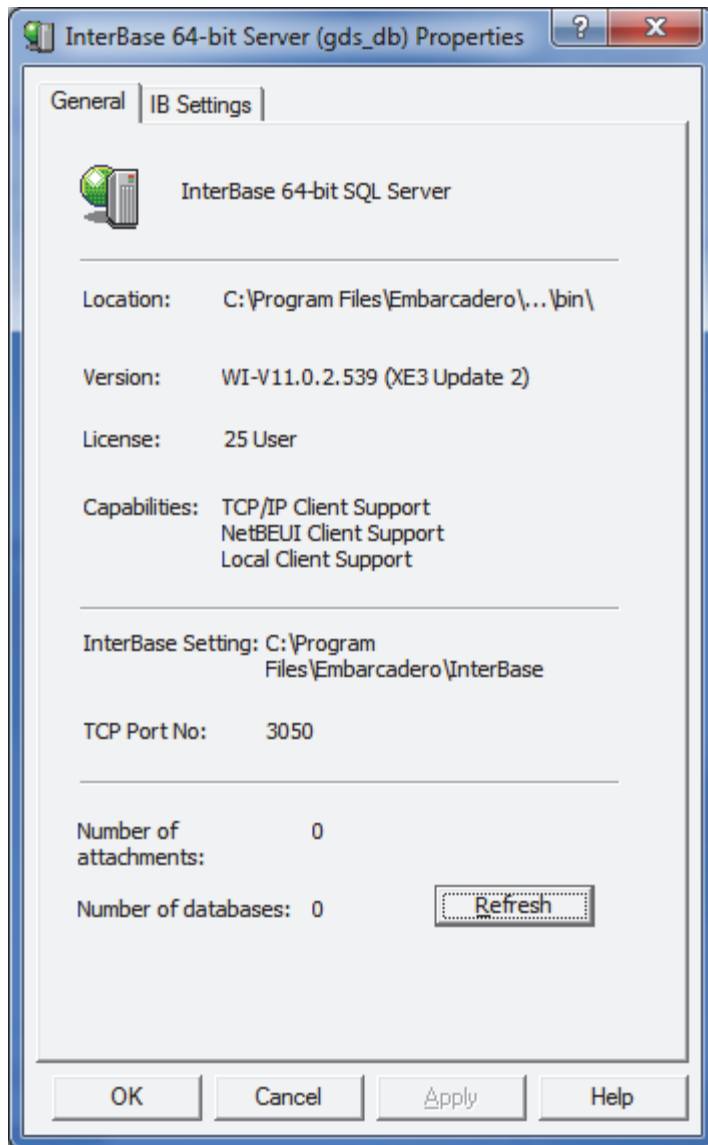 InterBase 64-bit Server (gds_db) Properties ? X
General IB Settings
InterBase 64-bit SQL Server
Location: C:\Program Files\Embarcadero\...\bin\
Version: WI-V11.0.2.539 (XE3 Update 2)
License: 25 User
Capabilities: TCP/IP Client Support
NetBEUI Client Support
Local Client Support
InterBase Setting: C:\Program
Files\Embarcadero\InterBase
TCP Port No: 3050
Number of 0
attachments:
Number of databases: 0 Refresh
OK Cancel Apply Help